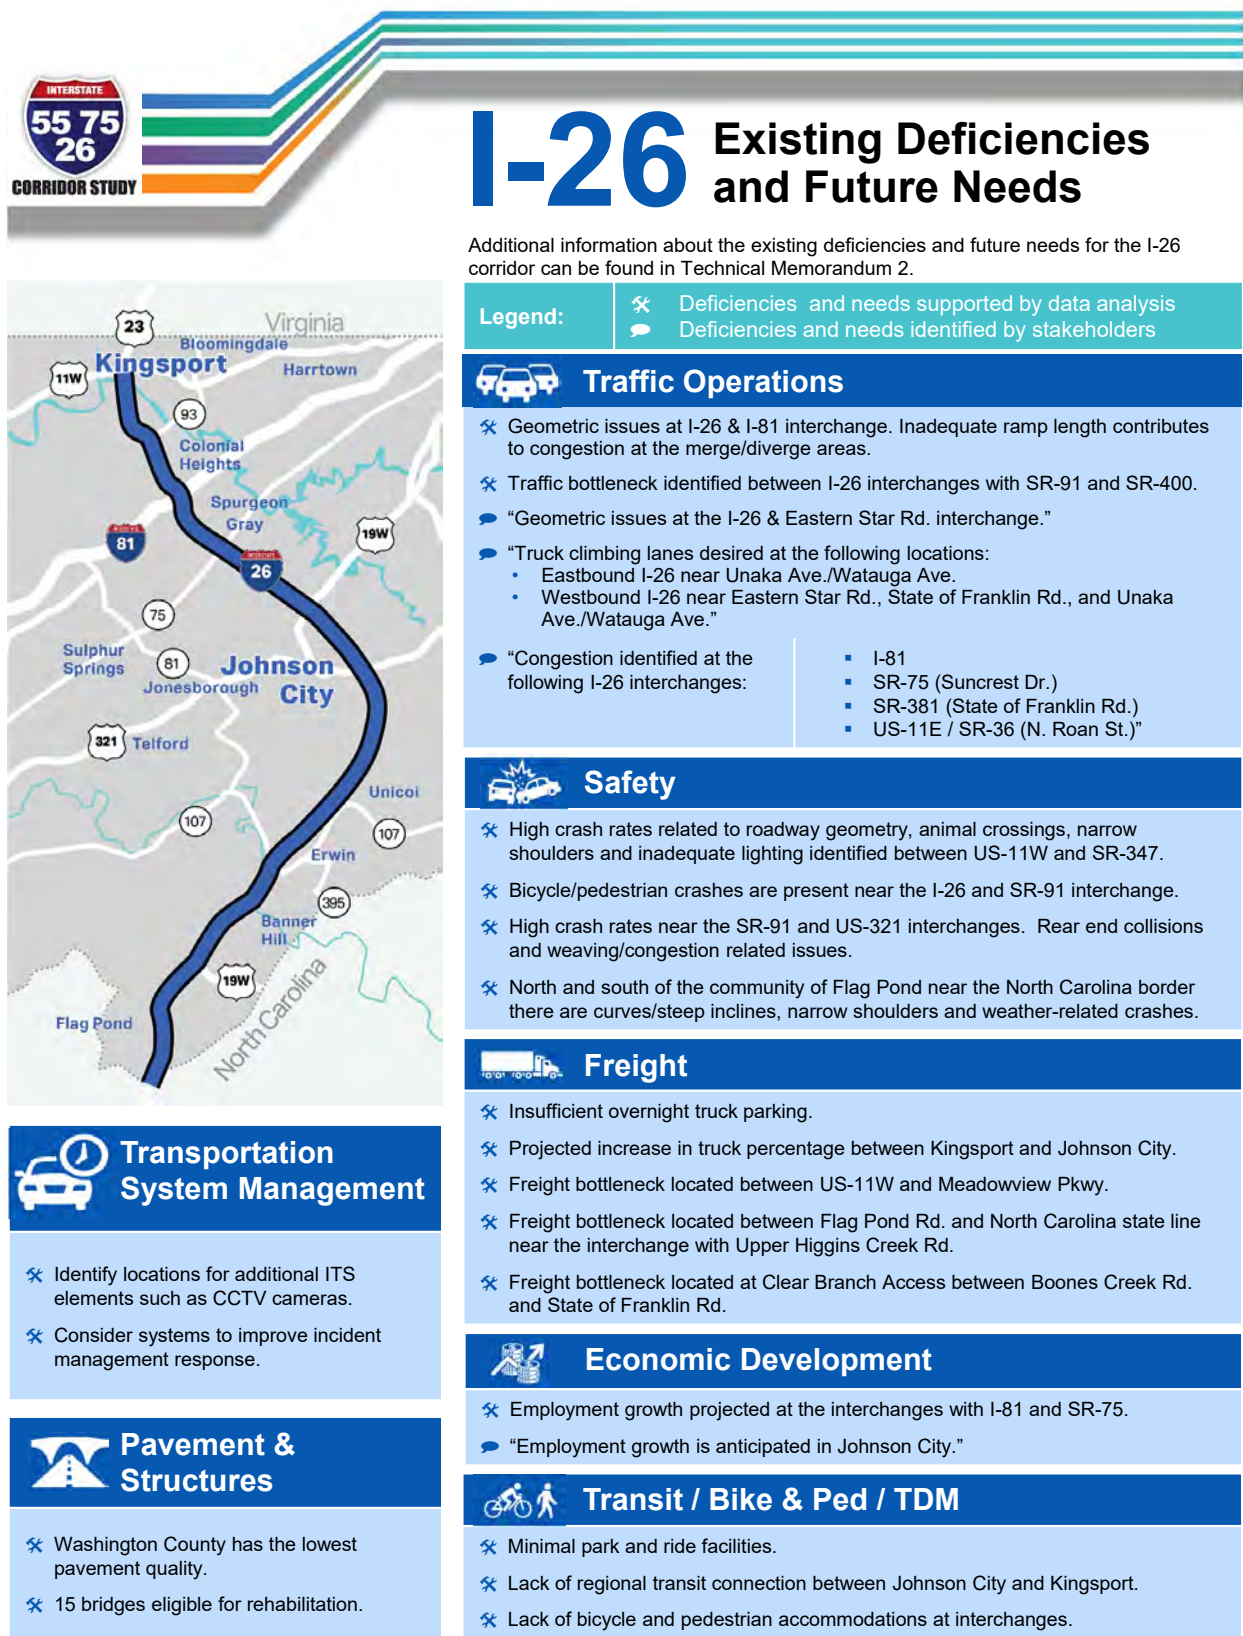 INTERSTATE
55 75
26
CORRIDOR STUDY
I-26 Existing Deficiencies
and Future Needs
Additional information about the existing deficiencies and future needs for the I-26
corridor can be found in Technical Memorandum 2.
Legend:
Deficiencies and needs supported by data analysis
Deficiencies and needs identified by stakeholders
23
Virginia
Bloomingdale
Kingsport
Harrtown
11W
93
Colonial
Heights
Spurgeon
Gray
19W
INTERSTATE
81
INTERSTATE
26
75
Sulphur
Springs
81
Johnson
City
Jonesborough
321
Telford
Unicoi
107
107
Erwin
395
Banner
Hill
19W
North Carolina
Flag Pond
Traffic Operations
Geometric issues at I-26 & I-81 interchange. Inadequate ramp length contributes
to congestion at the merge/diverge areas.
Traffic bottleneck identified between I-26 interchanges with SR-91 and SR-400.
“Geometric issues at the I-26 & Eastern Star Rd. interchange.”
“Truck climbing lanes desired at the following locations:
• Eastbound I-26 near Unaka Ave./Watauga Ave.
• Westbound I-26 near Eastern Star Rd., State of Franklin Rd., and Unaka
Ave./Watauga Ave.”
“Congestion identified at the
following I-26 interchanges:
▪ I-81
▪ SR-75 (Suncrest Dr.)
▪ SR-381 (State of Franklin Rd.)
▪ US-11E / SR-36 (N. Roan St.)”
Safety
High crash rates related to roadway geometry, animal crossings, narrow
shoulders and inadequate lighting identified between US-11W and SR-347.
Bicycle/pedestrian crashes are present near the I-26 and SR-91 interchange.
High crash rates near the SR-91 and US-321 interchanges. Rear end collisions
and weaving/congestion related issues.
North and south of the community of Flag Pond near the North Carolina border
there are curves/steep inclines, narrow shoulders and weather-related crashes.
Freight
Insufficient overnight truck parking.
Projected increase in truck percentage between Kingsport and Johnson City.
Freight bottleneck located between US-11W and Meadowview Pkwy.
Freight bottleneck located between Flag Pond Rd. and North Carolina state line
near the interchange with Upper Higgins Creek Rd.
Freight bottleneck located at Clear Branch Access between Boones Creek Rd.
and State of Franklin Rd.
Economic Development
Employment growth projected at the interchanges with I-81 and SR-75.
“Employment growth is anticipated in Johnson City.”
Transit / Bike & Ped / TDM
Minimal park and ride facilities.
Lack of regional transit connection between Johnson City and Kingsport.
Lack of bicycle and pedestrian accommodations at interchanges.
Transportation
System Management
Identify locations for additional ITS
elements such as CCTV cameras.
Consider systems to improve incident
management response.
Pavement &
Structures
Washington County has the lowest
pavement quality.
15 bridges eligible for rehabilitation.